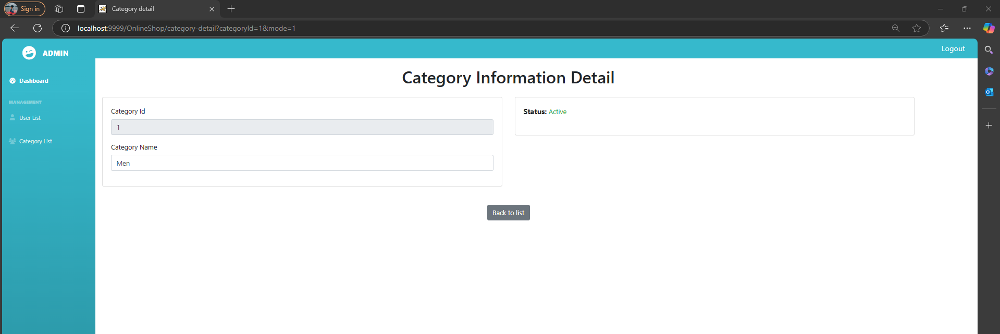 Sign in
Category detail
localhost:9999/OnlineShop/category-detail?categoryId=1&mode=1
ADMIN
Logout
Dashboard
MANAGEMENT
User List
Category List
Category Information Detail
Category Id
1
Category Name
Men
Status: Active
Back to list